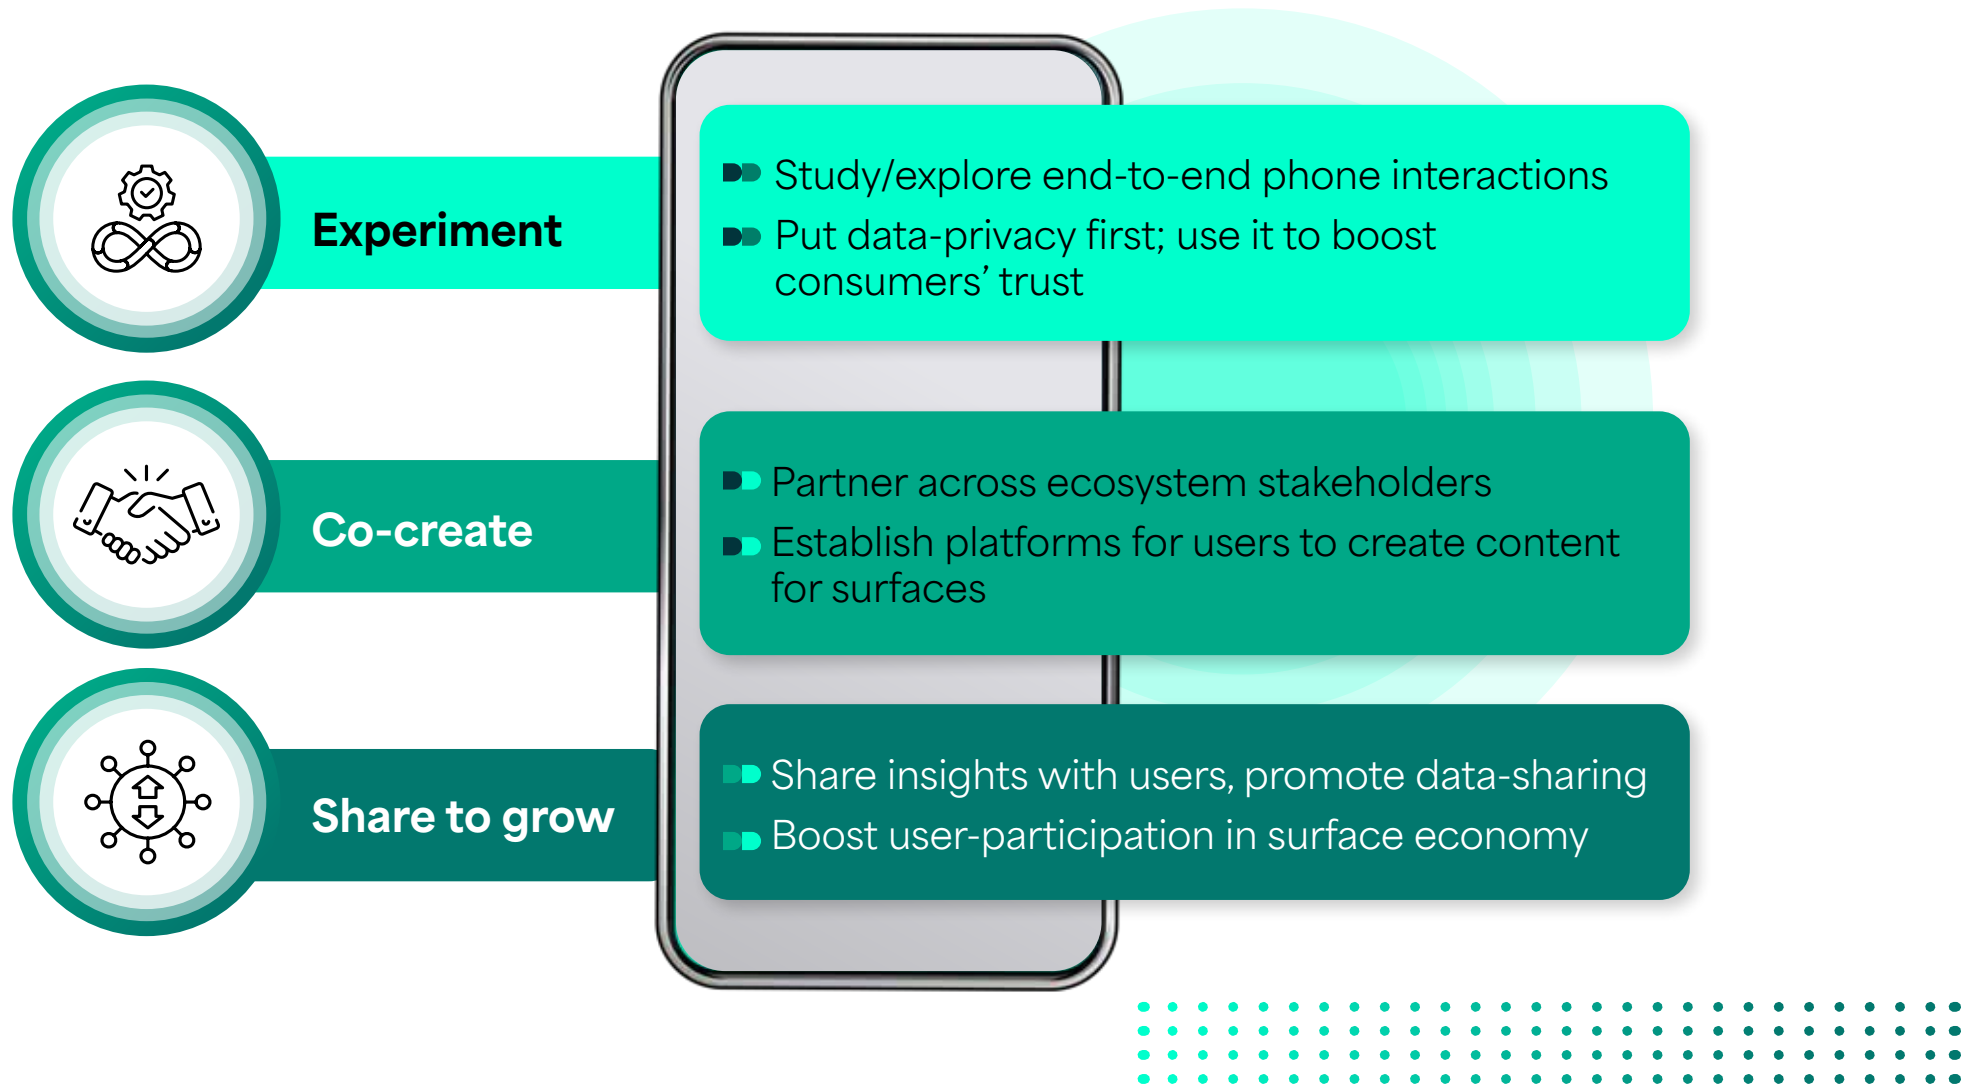 Experiment
Study/explore end-to-end phone interactions
Put data-privacy first; use it to boost
consumers’ trust
Co-create
Partner across ecosystem stakeholders
Establish platforms for users to create content
for surfaces
Share to grow
Share insights with users, promote data-sharing
Boost user-participation in surface economy